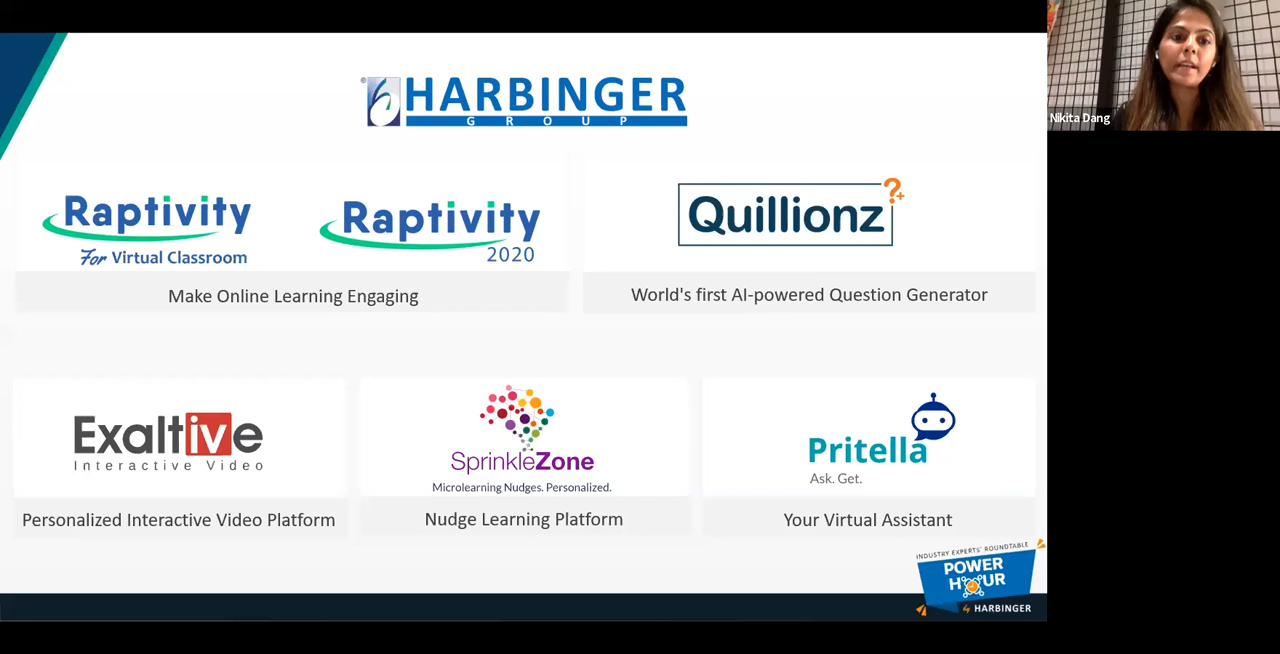 HARBINGER
GROUP
Raptivity
For Virtual Classroom
Raptivity
2020
Make Online Learning Engaging
Quillionz ?+
World's first AI-powered Question Generator
Exaltive
Interactive Video
Personalized Interactive Video Platform
SprinkleZone
Microlearning Nudges. Personalized.
Nudge Learning Platform
Pritella
Ask. Get.
Your Virtual Assistant
INDUSTRY EXPERTS' ROUNDTABLE
POWER
HOUR
HARBINGER
Nikita Dang